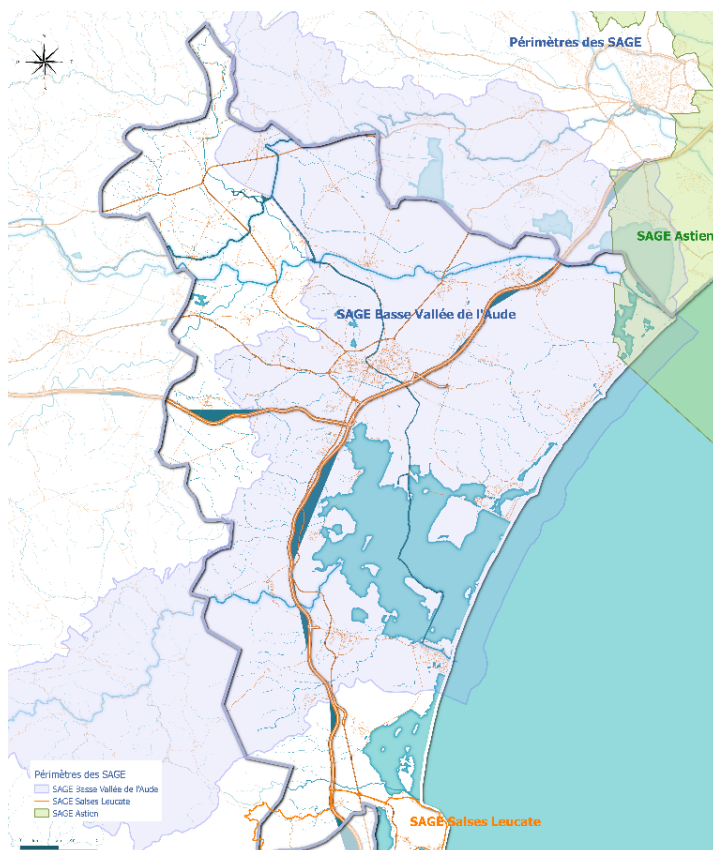 Périmètres des SAGE
SAGE Astien
SAGE Basse Vallée de l'Aude
Périmètres des SAGE
SAGE Basse Vallée de l'Aude
SAGE Salses Leucate
SAGE Astien
SAGE Salses Leucate